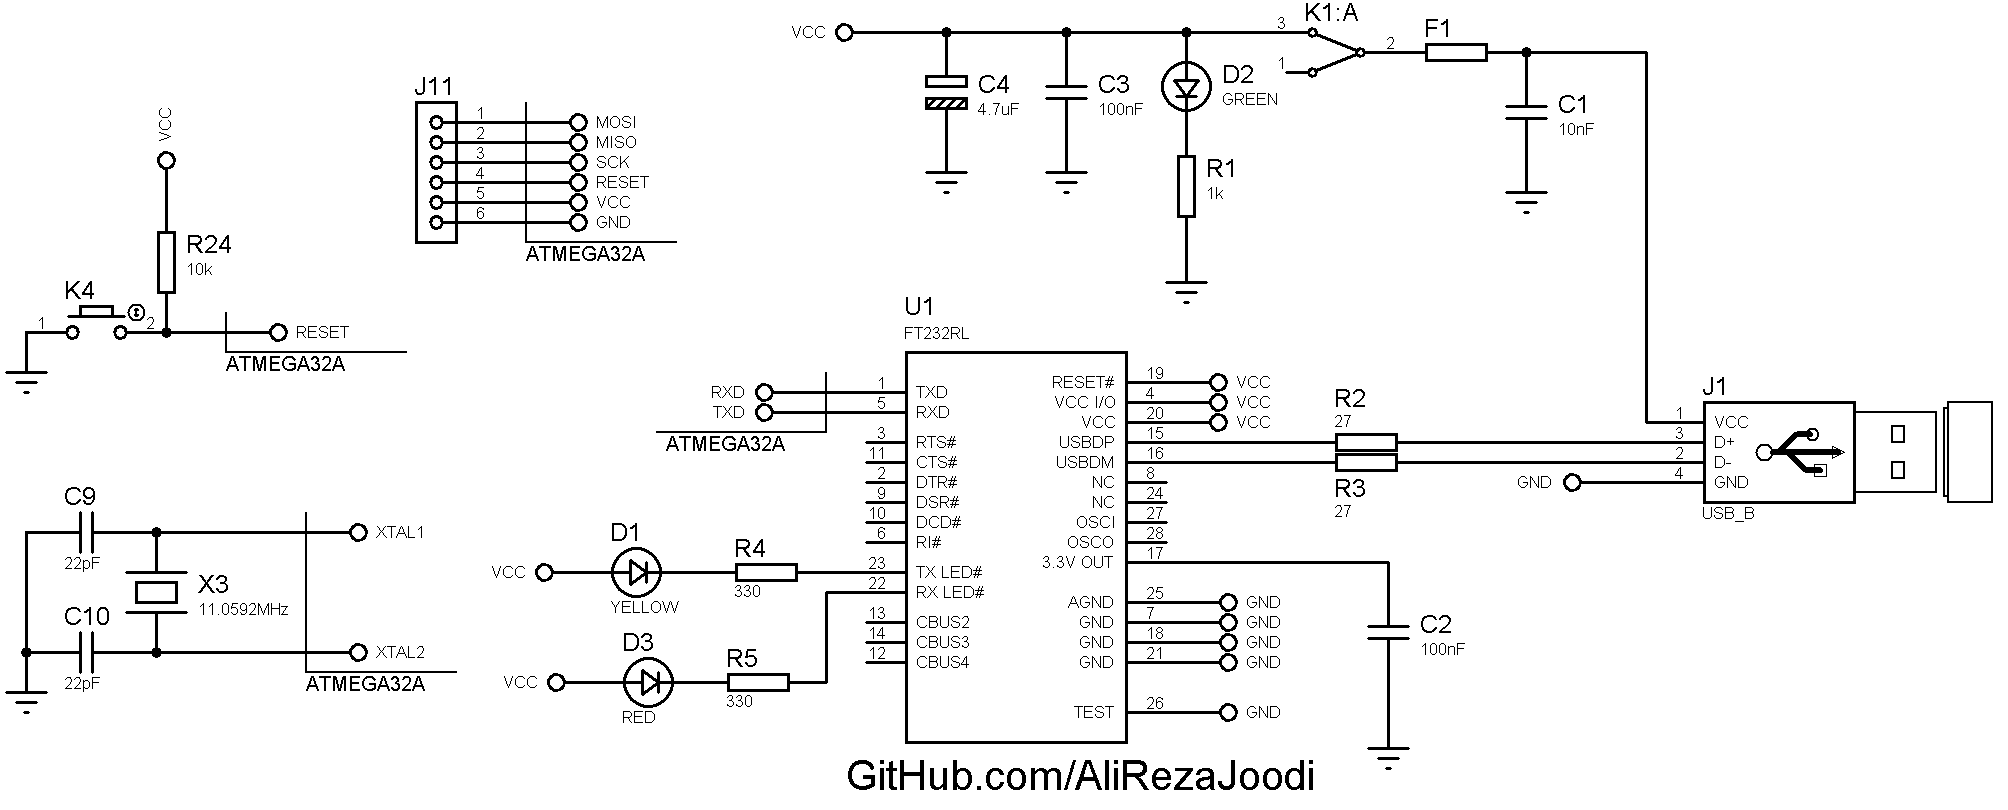 VCC
R24
10k
K4
1
2
RESET
ATMEGA32A
J11
1 MOSI
2 MISO
3 SCK
4 RESET
5 VCC
6 GND
ATMEGA32A
VCC
C4
4.7uF
C3
100nF
D2
GREEN
R1
1k
K1:A
3
1
2
F1
C1
10nF
C9
22pF
C10
22pF
X3
11.0592MHz
XTAL1
XTAL2
ATMEGA32A
U1
FT232RL
RXD 1 TXD
TXD 5 RXD
ATMEGA32A
3 RTS#
11 CTS#
2 DTR#
9 DSR#
10 DCD#
6 RI#
23 TX LED#
22 RX LED#
13 CBUS2
14 CBUS3
12 CBUS4
VCC
D1
YELLOW
R4
330
VCC
D3
RED
R5
330
RESET# 19 VCC
VCC I/O 4 VCC
VCC 20 VCC
USBDP 15
USBDM 16
NC 8
NC 24
OSCI 27
OSCO 28
3.3V OUT 17
AGND 25 GND
GND 7 GND
GND 18 GND
GND 21 GND
TEST 26 GND
R2
27
R3
27
C2
100nF
J1
1 VCC
3 D+
2 D-
GND 4 GND
USB_B
GitHub.com/AliRezaJoodi